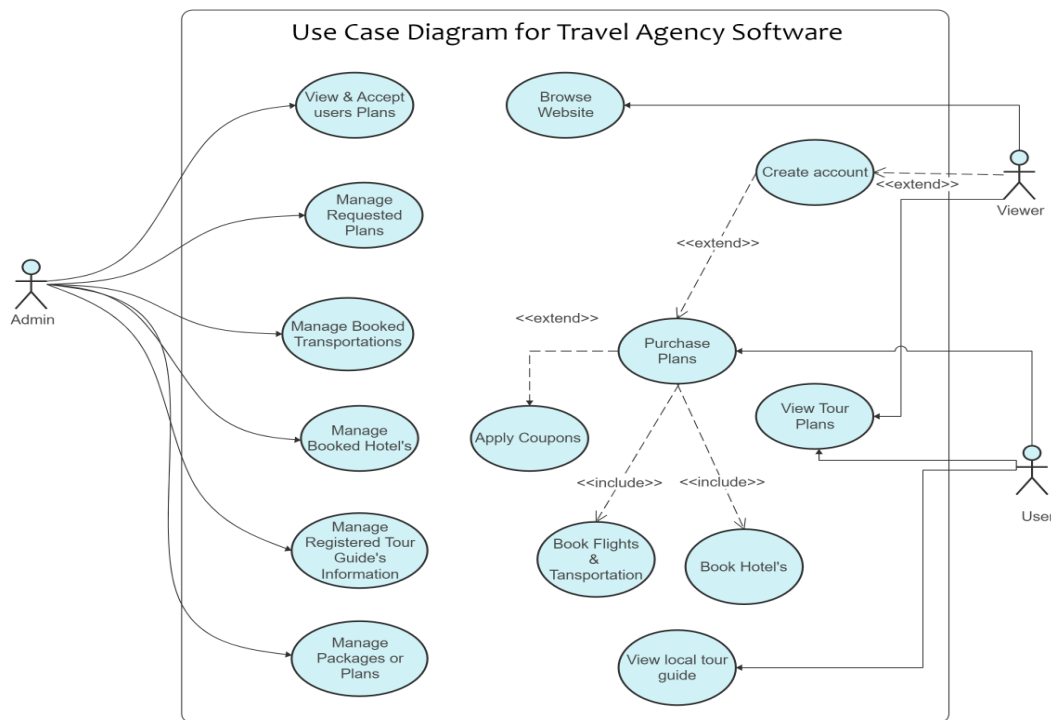 Use Case Diagram for Travel Agency Software
View & Accept
users Plans
Browse
Website
Create account
<<extend>>
Viewer
Manage
Requested
Plans
<<extend>>
Admin
Manage Booked
Transportations
<<extend>>
Purchase
Plans
View Tour
Plans
Manage
Booked Hotel's
Apply Coupons
<<include>>
<<include>>
User
Manage
Registered Tour
Guide's
Information
Book Flights
&
Tansportation
Book Hotel's
Manage
Packages or
Plans
View local tour
guide